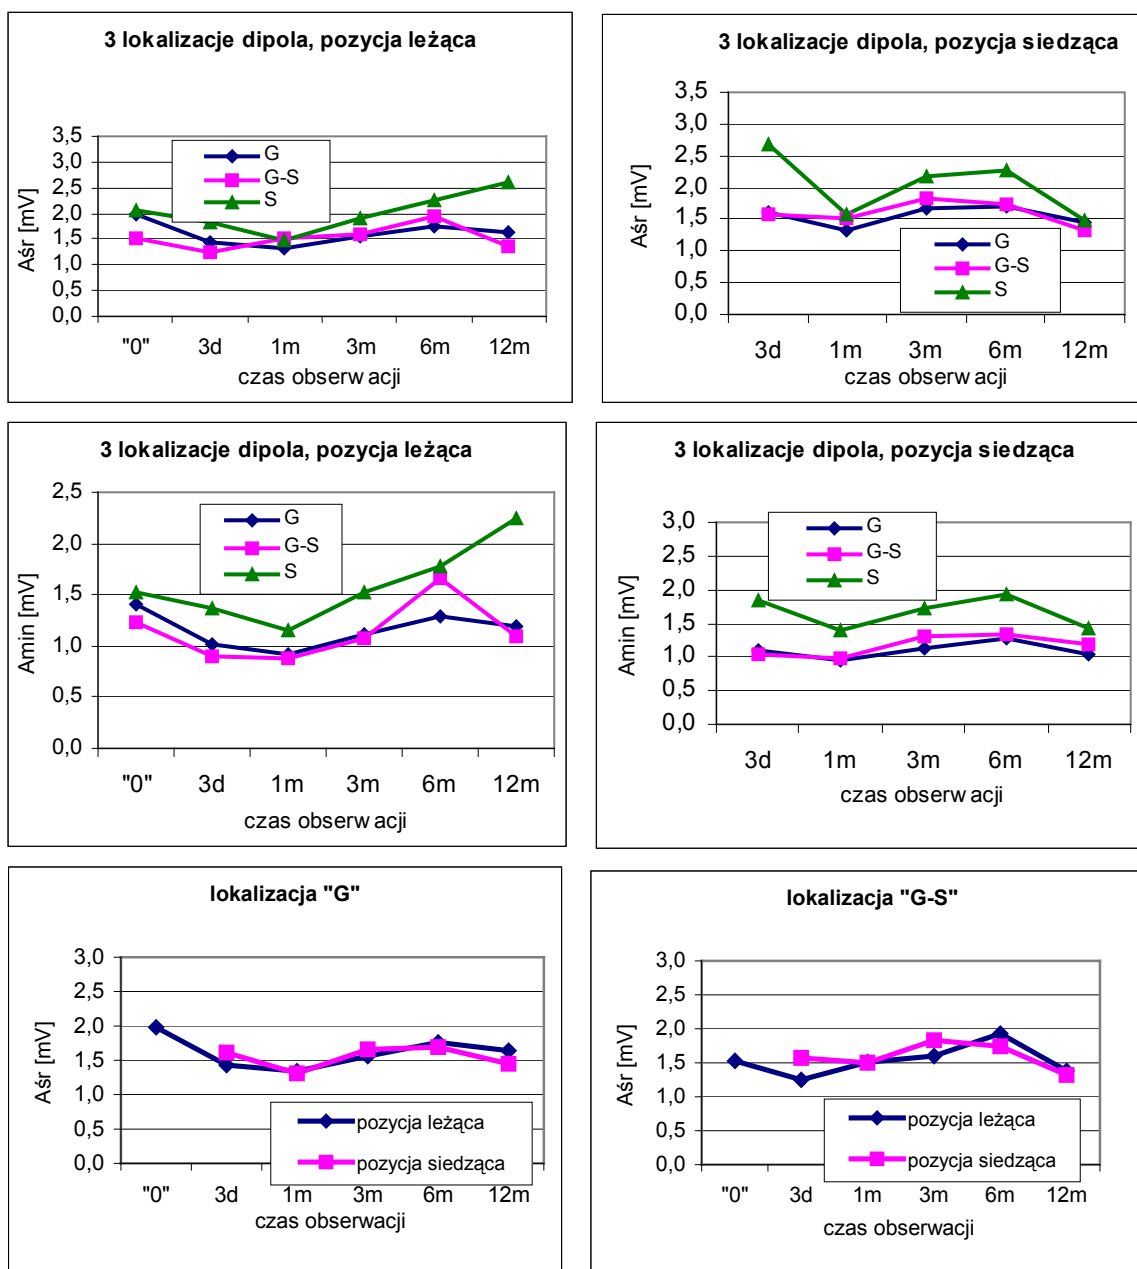 3 lokalizacje dipola, pozycja leżąca
3,5
3,0
2,5
2,0
1,5
1,0
0,5
0,0
Aśr [mV]
G
G-S
S
"0" 3d 1m 3m 6m 12m
czas obserwacji
3 lokalizacje dipola, pozycja siedząca
3,5
3,0
2,5
2,0
1,5
1,0
0,5
0,0
Aśr [mV]
G
G-S
S
3d 1m 3m 6m 12m
czas obserwacji
3 lokalizacje dipola, pozycja leżąca
2,5
2,0
1,5
1,0
0,5
0,0
Amin [mV]
G
G-S
S
"0" 3d 1m 3m 6m 12m
czas obserwacji
3 lokalizacje dipola, pozycja siedząca
3,0
2,5
2,0
1,5
1,0
0,5
0,0
Amin [mV]
G
G-S
S
3d 1m 3m 6m 12m
czas obserwacji
lokalizacja "G"
3,0
2,5
2,0
1,5
1,0
0,5
0,0
Aśr [mV]
pozycja leżąca
pozycja siedząca
"0" 3d 1m 3m 6m 12m
czas obserwacji
lokalizacja "G-S"
3,0
2,5
2,0
1,5
1,0
0,5
0,0
Aśr [mV]
pozycja leżąca
pozycja siedząca
"0" 3d 1m 3m 6m 12m
czas obserwacji